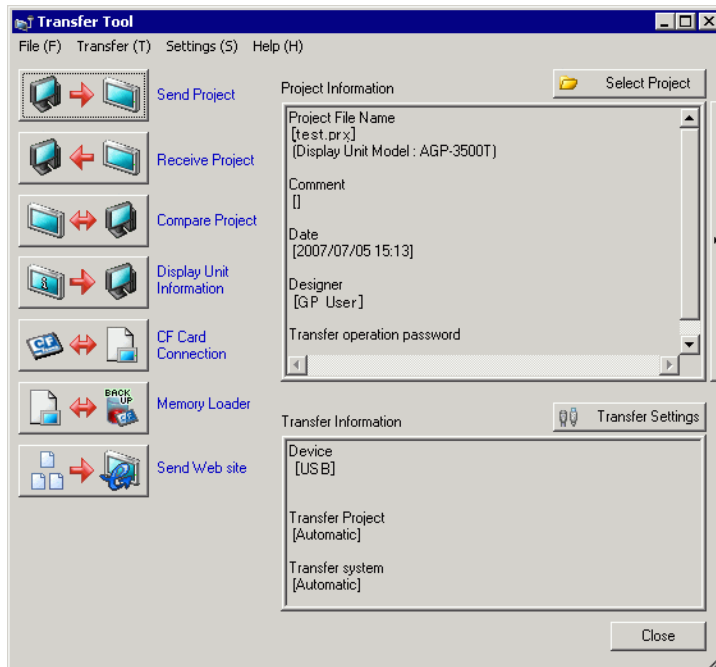 Transfer Tool
File (F) Transfer (T) Settings (S) Help (H)
Send Project
Receive Project
Compare Project
Display Unit
Information
CF Card
Connection
BACK
UP
CF
Memory Loader
Send Web site
Project Information
Select Project
Project File Name
[test.prx]
(Display Unit Model : AGP-3500T)
Comment
[]
Date
[2007/07/05 15:13]
Designer
[GP User]
Transfer operation password
Transfer Information
Transfer Settings
Device
[USB]
Transfer Project
[Automatic]
Transfer system
[Automatic]
Close